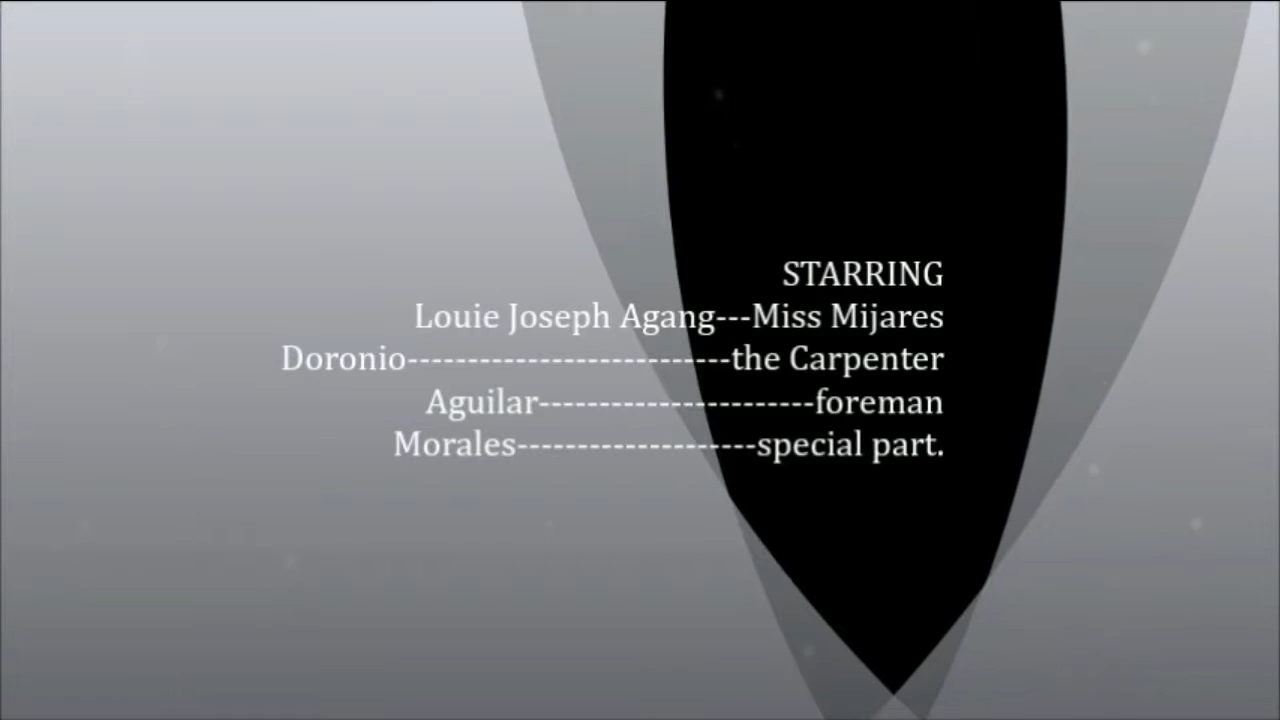 STARRING
Louie Joseph Agang---Miss Mijares
Doronio---------------------------the Carpenter
Aguilar-----------------------foreman
Morales--------------------special part.